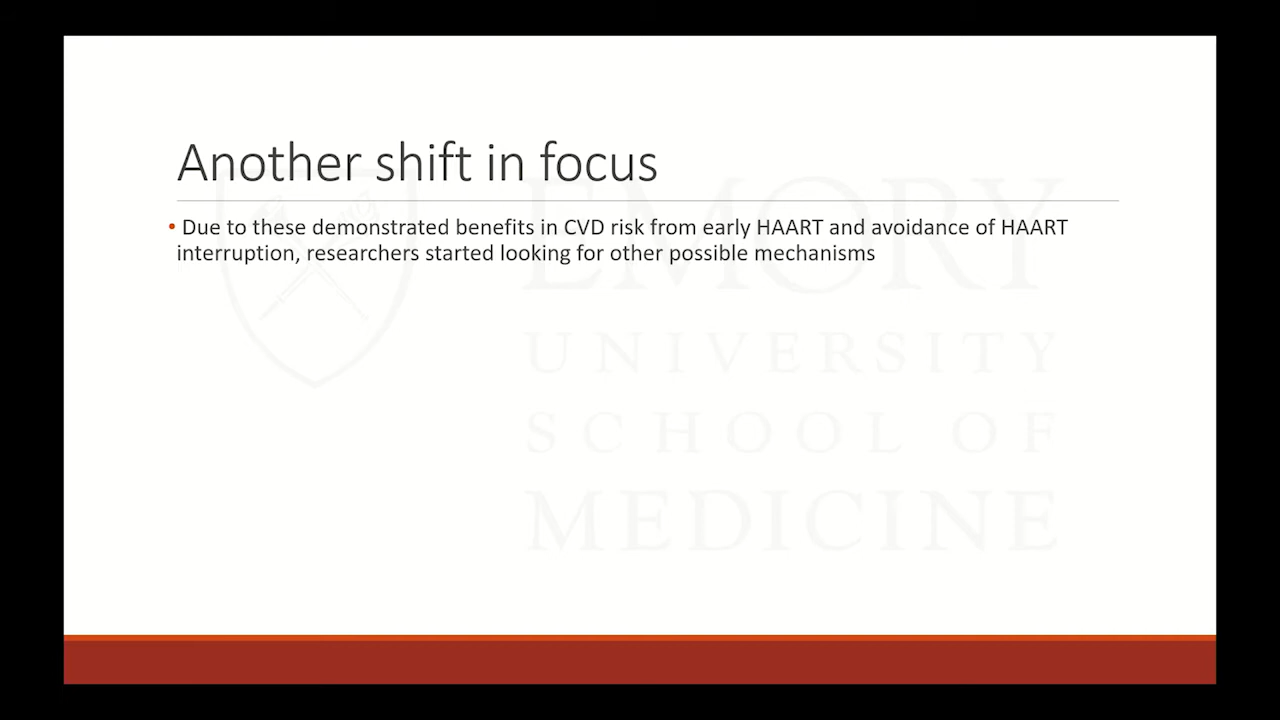 Another shift in focus
• Due to these demonstrated benefits in CVD risk from early HAART and avoidance of HAART
interruption, researchers started looking for other possible mechanisms
EMORY
UNIVERSITY
SCHOOL OF
MEDICINE